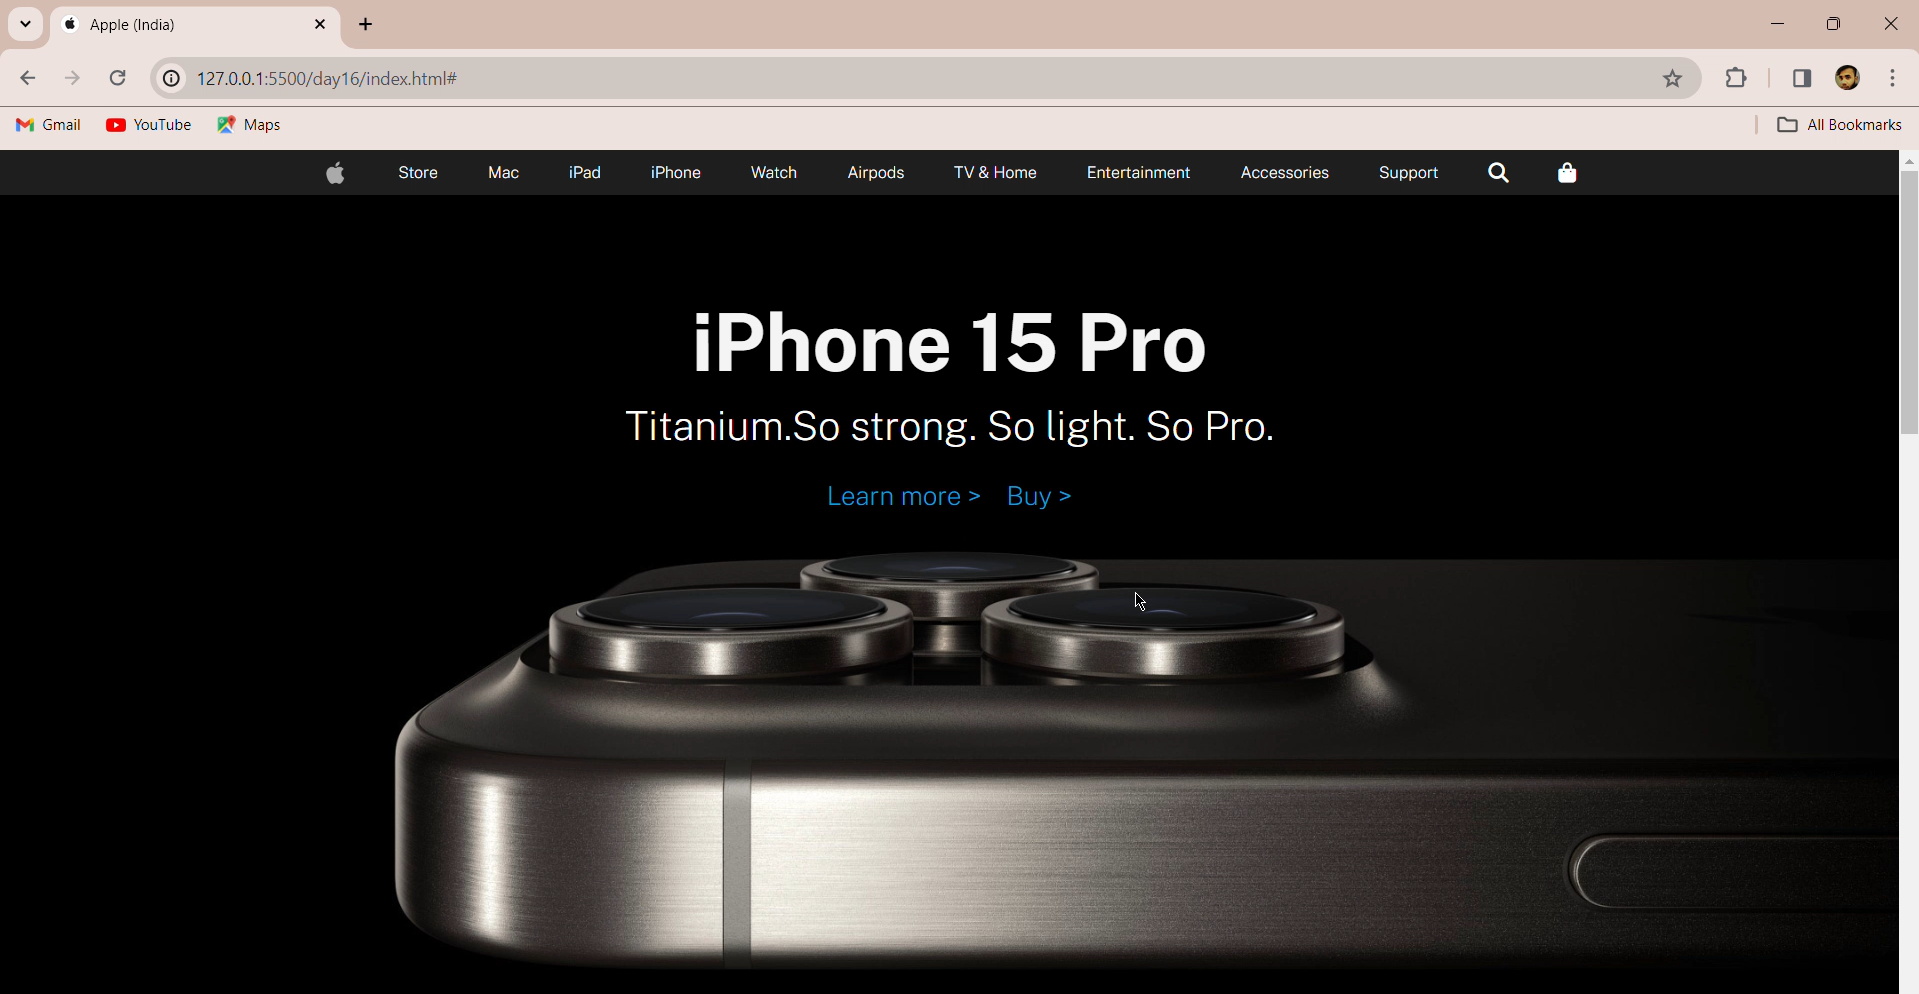 Apple (India)
127.0.0.1:5500/day16/index.html#
Gmail YouTube Maps All Bookmarks
Store Mac iPad iPhone Watch Airpods TV & Home Entertainment Accessories Support
iPhone 15 Pro
Titanium.So strong. So light. So Pro.
Learn more > Buy >